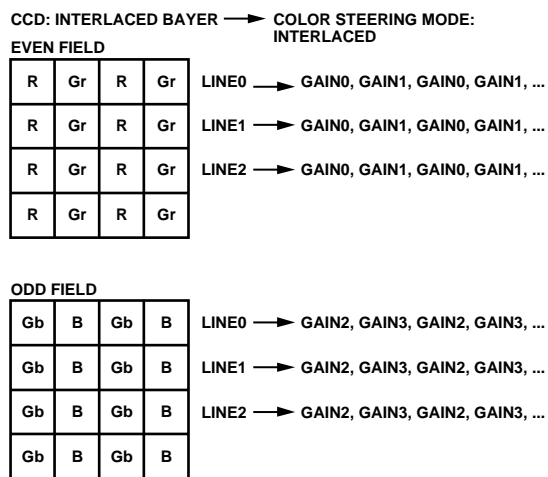 CCD: INTERLACED BAYER COLOR STEERING MODE:
INTERLACED
EVEN FIELD
R Gr R Gr LINE0 GAIN0, GAIN1, GAIN0, GAIN1, ...
R Gr R Gr LINE1 GAIN0, GAIN1, GAIN0, GAIN1, ...
R Gr R Gr LINE2 GAIN0, GAIN1, GAIN0, GAIN1, ...
R Gr R Gr
ODD FIELD
Gb B Gb B LINE0 GAIN2, GAIN3, GAIN2, GAIN3, ...
Gb B Gb B LINE1 GAIN2, GAIN3, GAIN2, GAIN3, ...
Gb B Gb B LINE2 GAIN2, GAIN3, GAIN2, GAIN3, ...
Gb B Gb B